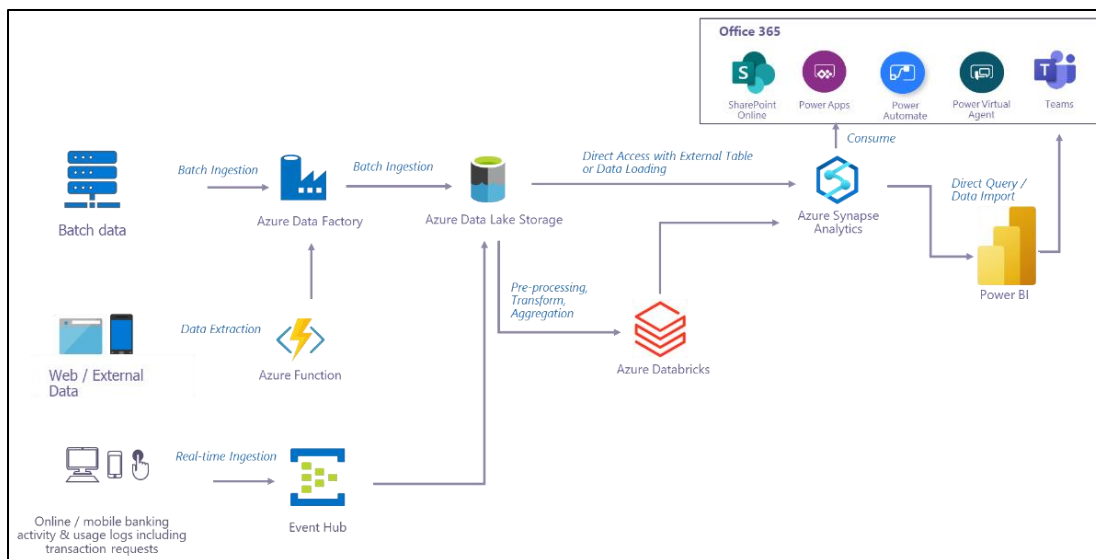 Office 365
S
T
SharePoint
Online
Power Apps
Power
Automate
Power Virtual
Agent
Teams
Consume
Batch Ingestion
Batch Ingestion
Direct Access with External Table
or Data Loading
Batch data
Azure Data Factory
Azure Data Lake Storage
Azure Synapse
Analytics
Direct Query /
Data Import
Power BI
Pre-processing,
Transform,
Aggregation
Data Extraction
Web / External
Data
Azure Function
Azure Databricks
Real-time Ingestion
Online / mobile banking
activity & usage logs including
transaction requests
Event Hub